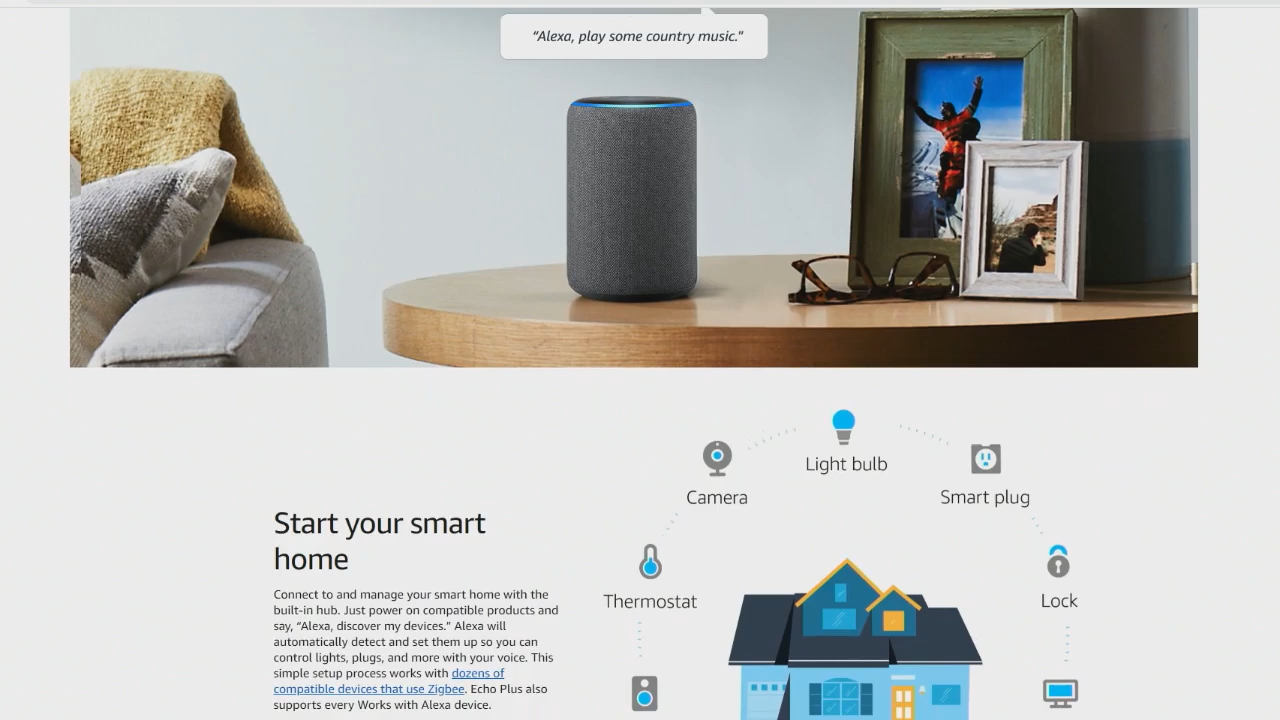 “Alexa, play some country music.”
Light bulb
Camera
Smart plug
Start your smart
home
Thermostat
Lock
Connect to and manage your smart home with the
built-in hub. Just power on compatible products and
say, “Alexa, discover my devices.” Alexa will
automatically detect and set them up so you can
control lights, plugs, and more with your voice. This
simple setup process works with dozens of
compatible devices that use Zigbee. Echo Plus also
supports every Works with Alexa device.